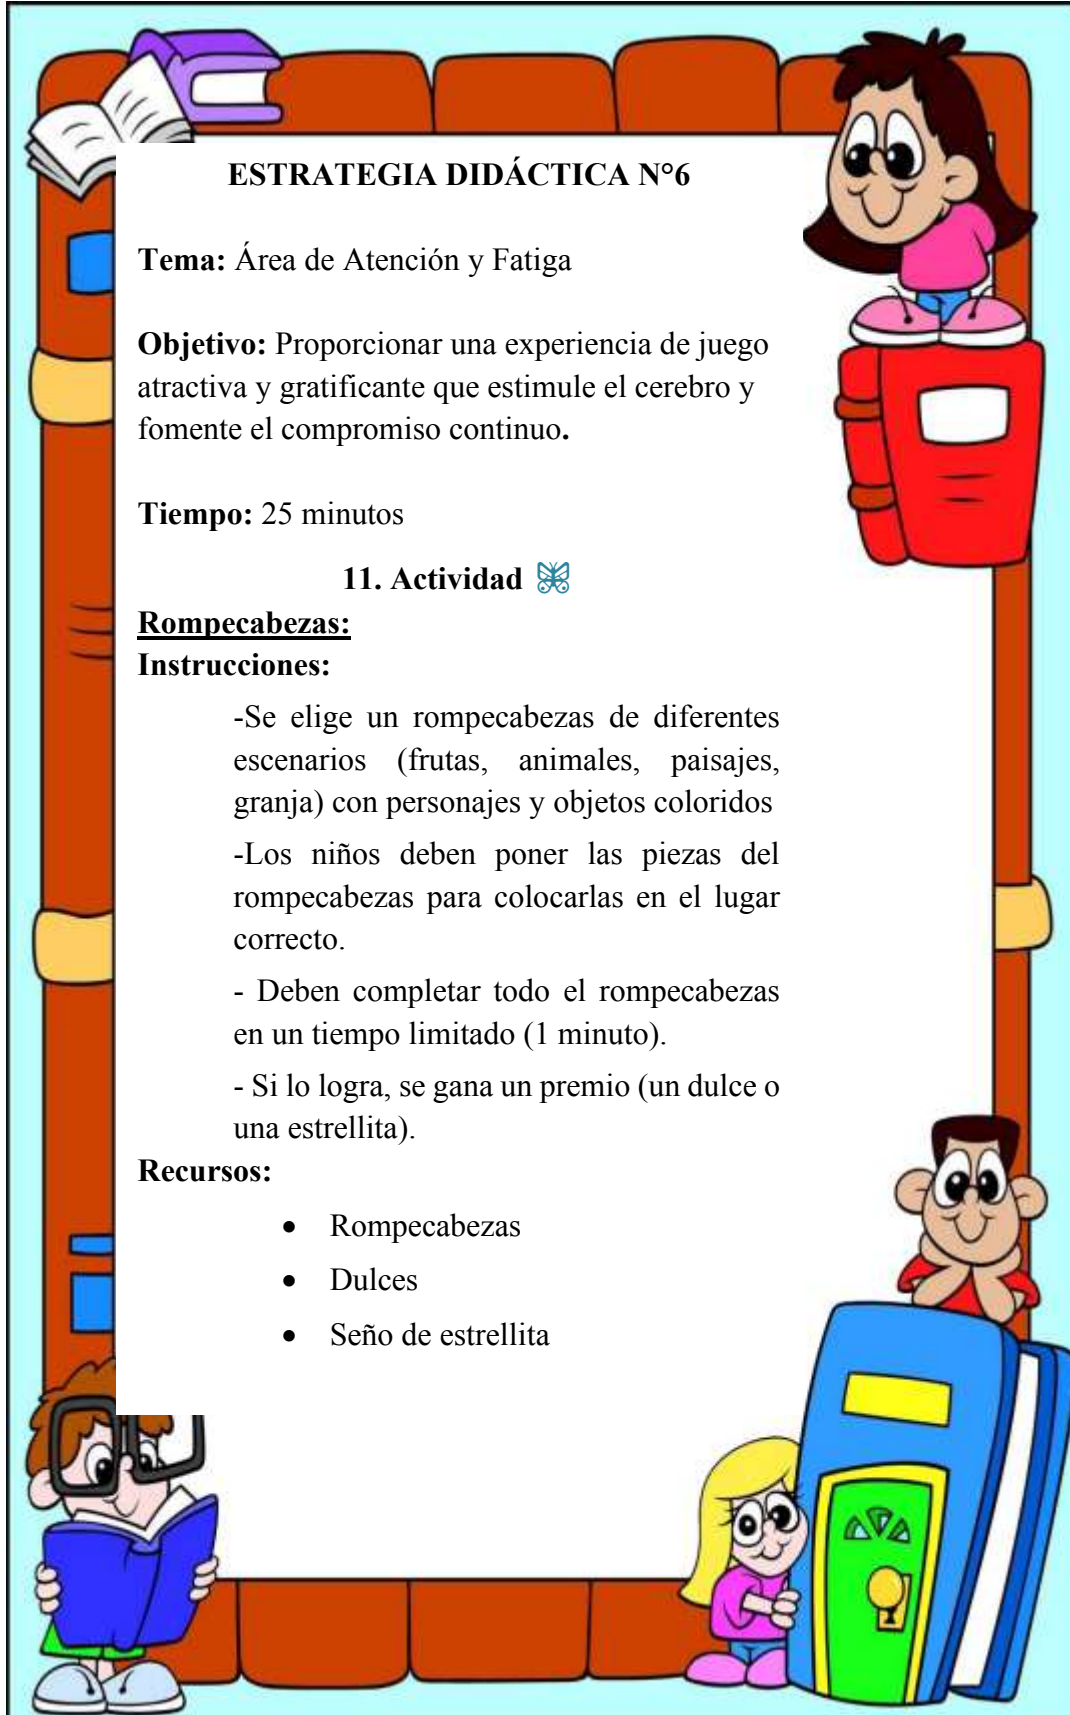 ESTRATEGIA DIDÁCTICA N°6
Tema: Área de Atención y Fatiga
Objetivo: Proporcionar una experiencia de juego
atractiva y gratificante que estimule el cerebro y
fomente el compromiso continuo.
Tiempo: 25 minutos
11. Actividad
Rompecabezas:
Instrucciones:
-Se elige un rompecabezas de diferentes
escenarios (frutas, animales, paisajes,
granja) con personajes y objetos coloridos
-Los niños deben poner las piezas del
rompecabezas para colocarlas en el lugar
correcto.
- Deben completar todo el rompecabezas
en un tiempo limitado (1 minuto).
- Si lo logra, se gana un premio (un dulce o
una estrellita).
Recursos:
• Rompecabezas
• Dulces
• Seño de estrellita